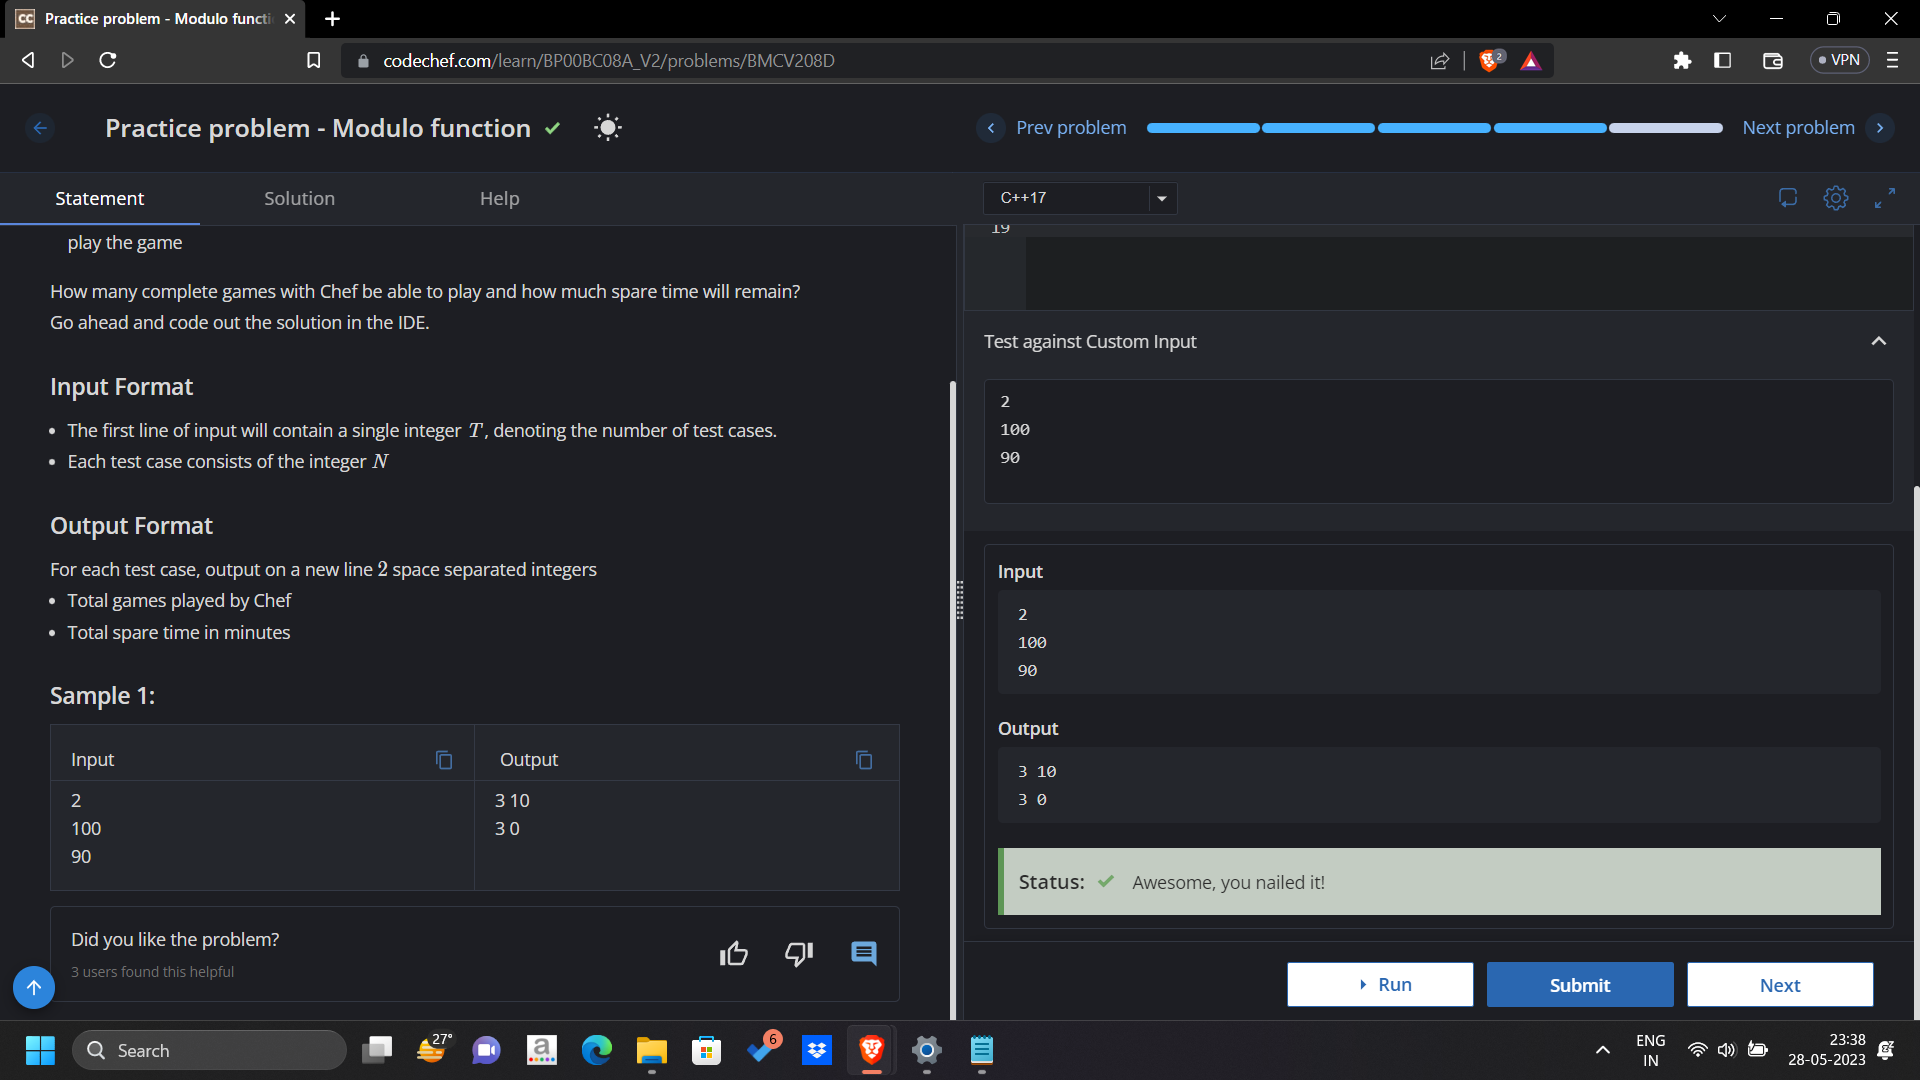 Practice problem - Modulo functi
codechef.com/learn/BP00BC08A_V2/problems/BMCV208D
2
VPN
Practice problem - Modulo function
Prev problem
Next problem
Statement
Solution
Help
C++17
play the game
How many complete games with Chef be able to play and how much spare time will remain?
Go ahead and code out the solution in the IDE.
Input Format
The first line of input will contain a single integer T, denoting the number of test cases.
Each test case consists of the integer N
Output Format
For each test case, output on a new line 2 space separated integers
Total games played by Chef
Total spare time in minutes
Sample 1:
Input
Output
2
100
90
3 10
3 0
Did you like the problem?
3 users found this helpful
19
Test against Custom Input
2
100
90
Input
2
100
90
Output
3 10
3 0
Status: Awesome, you nailed it!
Run
Submit
Next
Search
27°
a
6
ENG
IN
23:38
28-05-2023